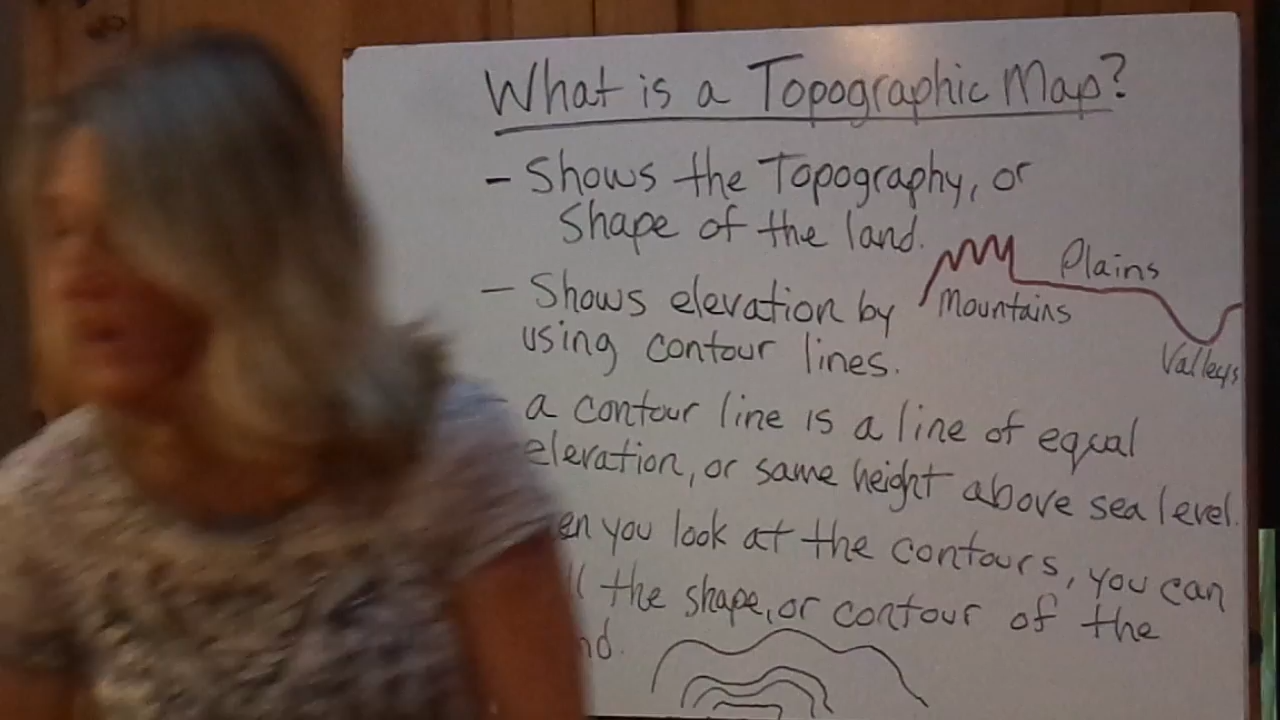 What is a Topographic Map?
- Shows the Topography, or
Shape of the land.
Plains
Mountains
Valleys
- Shows elevation by
using contour lines.
- a contour line is a line of equal
elevation, or same height above sea level.
en you look at the contours, you can
ll the shape, or contour of the
nd.